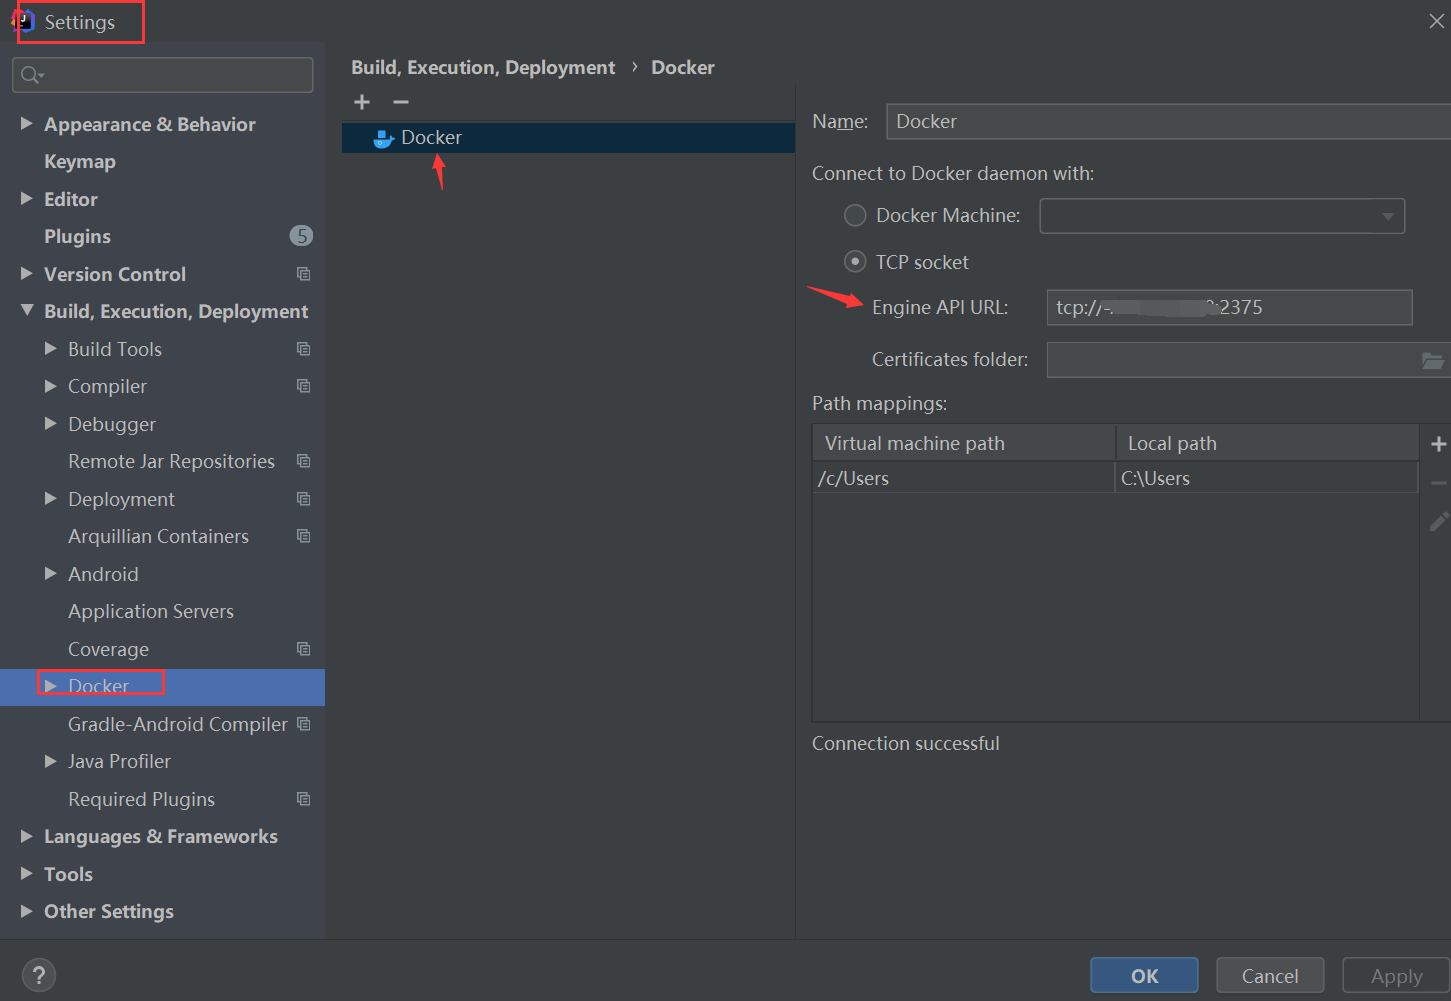 Settings
Appearance & Behavior
Keymap
Editor
Plugins
5
Version Control
Build, Execution, Deployment
Build Tools
Compiler
Debugger
Remote Jar Repositories
Deployment
Arquillian Containers
Android
Application Servers
Coverage
Docker
Gradle-Android Compiler
Java Profiler
Required Plugins
Languages & Frameworks
Tools
Other Settings
Build, Execution, Deployment › Docker
Docker
Name: Docker
Connect to Docker daemon with:
Docker Machine:
TCP socket
Engine API URL: tcp:// :2375
Certificates folder:
Path mappings:
Virtual machine path Local path
/c/Users C:\Users
Connection successful
? OK Cancel Apply